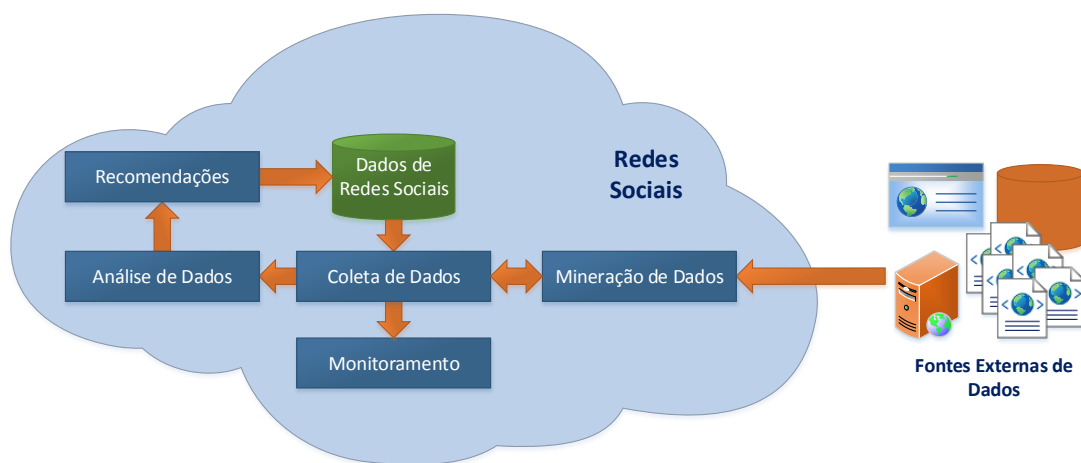 Redes
Sociais
Recomendações
Dados de
Redes Sociais
Análise de Dados
Coleta de Dados
Mineração de Dados
Monitoramento
Fontes Externas de
Dados